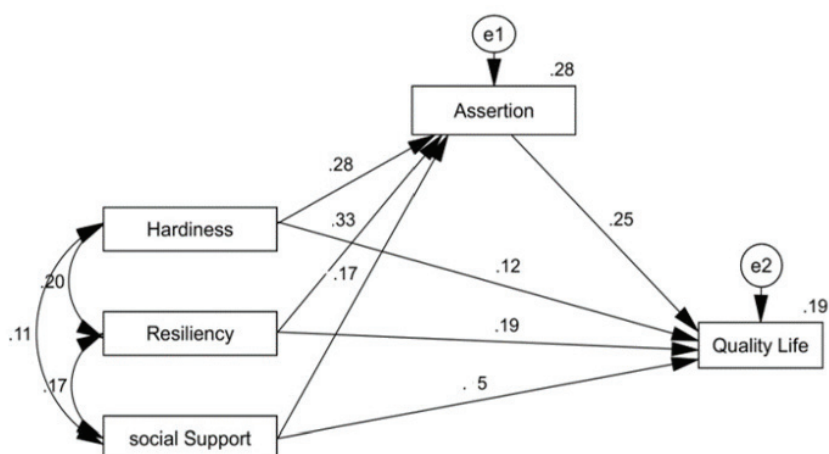 e1
.28
Assertion
.28
.33
.25
Hardiness
.20
.17
e2
.12
.19
.11
Resiliency
.19
Quality Life
.17
. 5
social Support